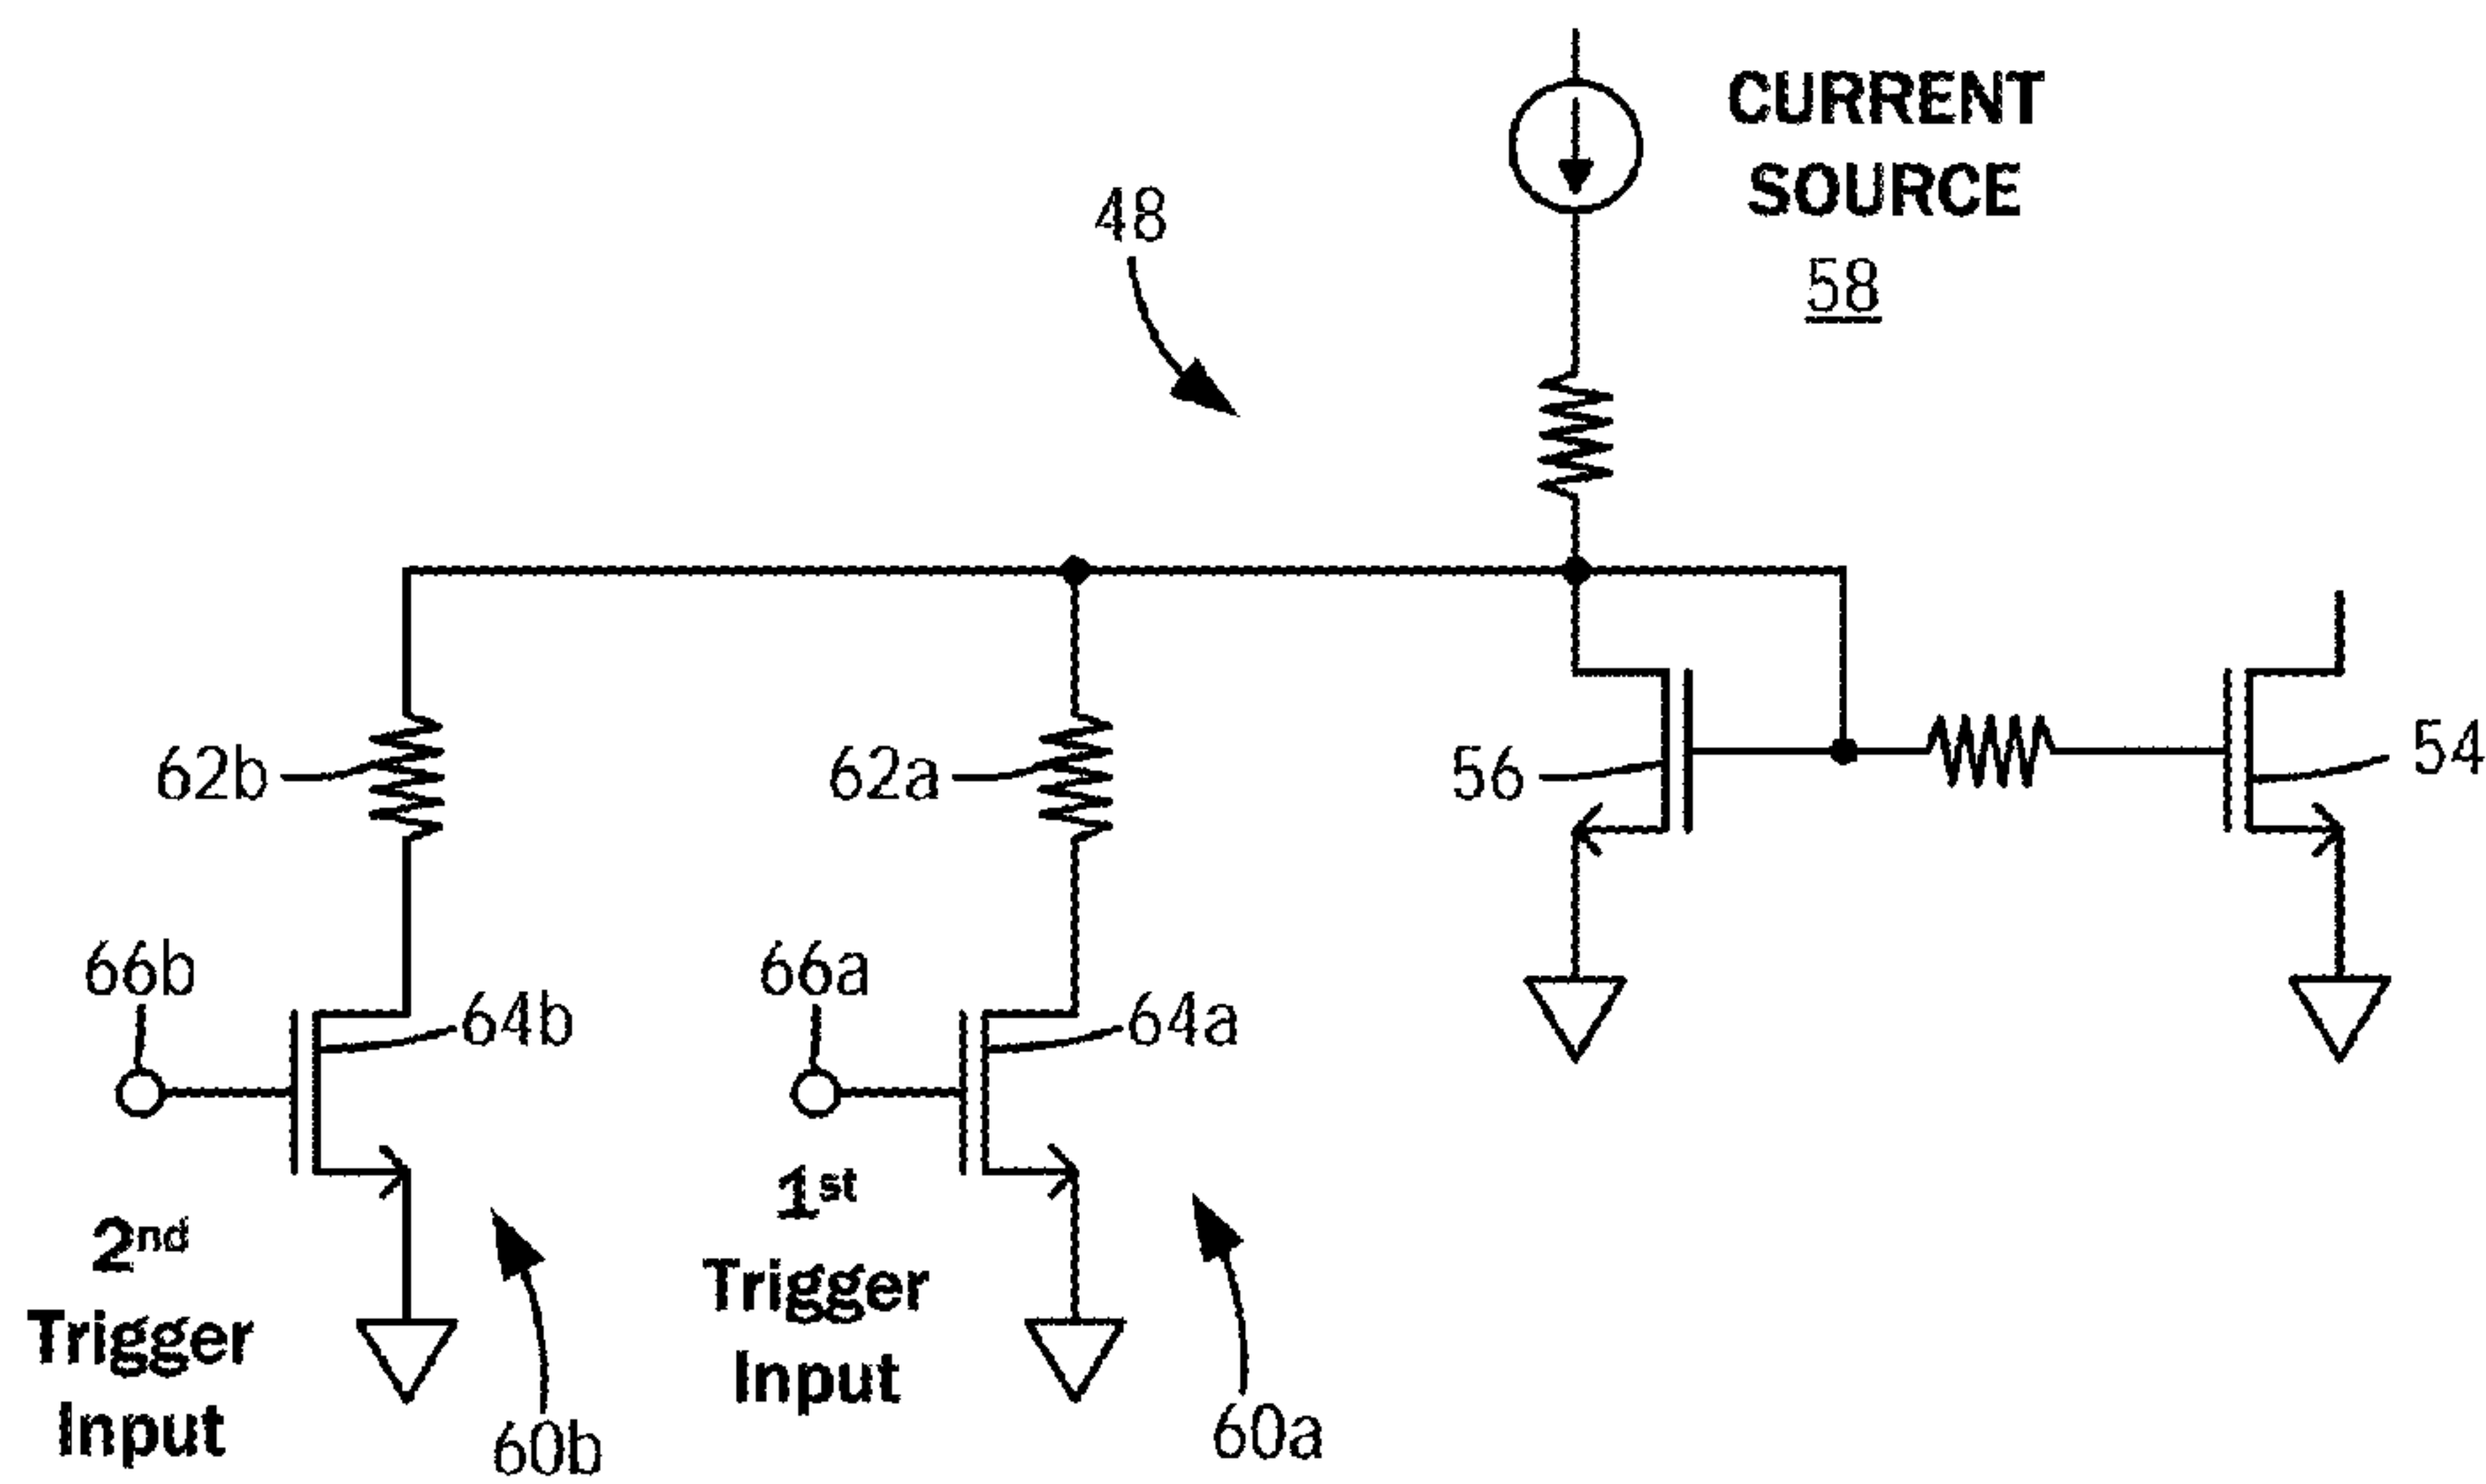 CURRENT
SOURCE
58
48
62b
62a
56
54
66b
64b
66a
64a
1st
Trigger
Input
2nd
Trigger
Input
60b
60a